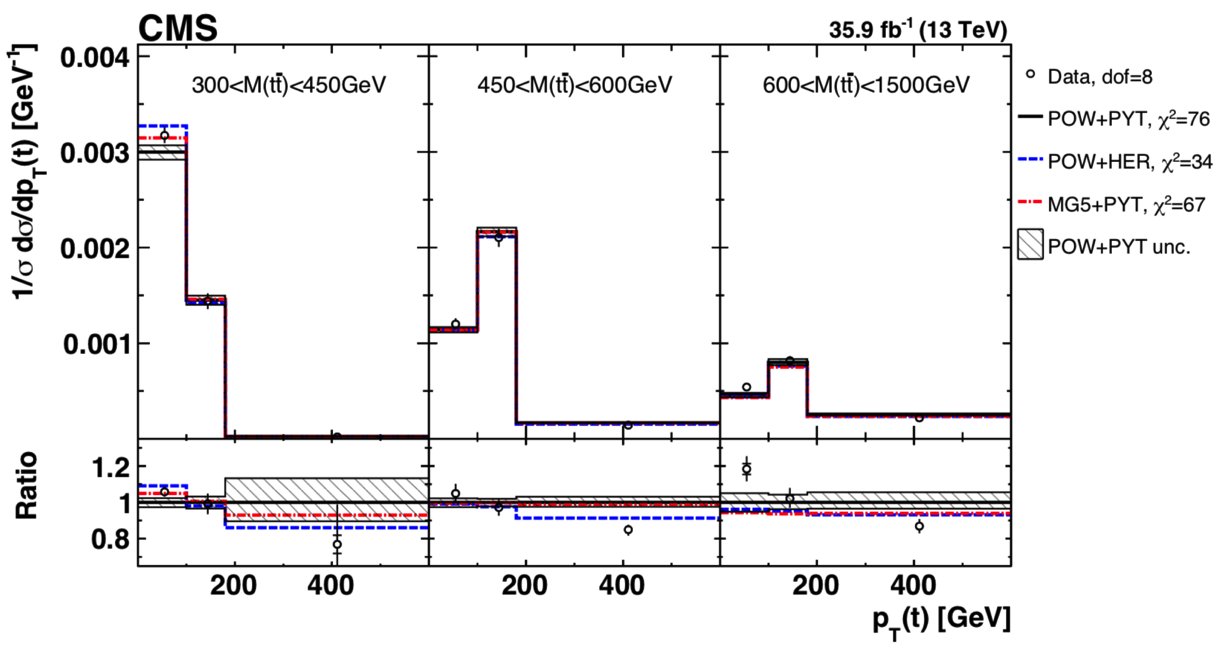 CMS
35.9 fb⁻¹ (13 TeV)
1/σ dσ/dp_T(t) [GeV⁻¹]
0.004
0.003
0.002
0.001
300<M(tt̄)<450GeV
450<M(tt̄)<600GeV
600<M(tt̄)<1500GeV
Data, dof=8
POW+PYT, χ²=76
POW+HER, χ²=34
MG5+PYT, χ²=67
POW+PYT unc.
Ratio
1.2
1
0.8
200
400
200
400
200
400
p_T(t) [GeV]